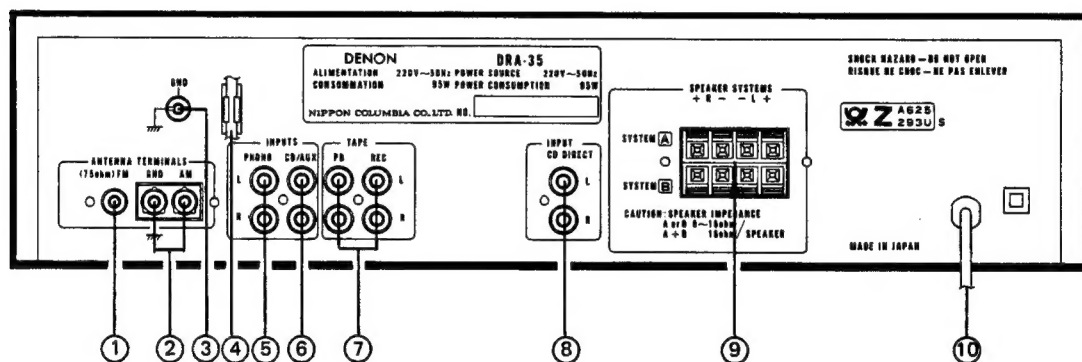 DENON DRA-35
ALIMENTATION 220V～50Hz POWER SOURCE 220V～50Hz
CONSOMMATION 95W POWER CONSUMPTION 95W
NIPPON COLUMBIA CO.,LTD. NO.
SHOCK HAZARD — DO NOT OPEN
RISQUE DE CHOC — NE PAS ENLEVER
GND
SPEAKER SYSTEMS
+ R − − L +
SYSTEM A
SYSTEM B
CAUTION: SPEAKER IMPEDANCE
A or B 8～16ohm/
A + B 16ohm/ SPEAKER
Z A625
293U S
INPUTS
PHONO CD/AUX
L
R
TAPE
PB REC
L
R
INPUT
CD DIRECT
L
R
ANTENNA TERMINALS
(75ohm) FM GND AM
MADE IN JAPAN
1 2 3 4 5 6 7 8 9 10